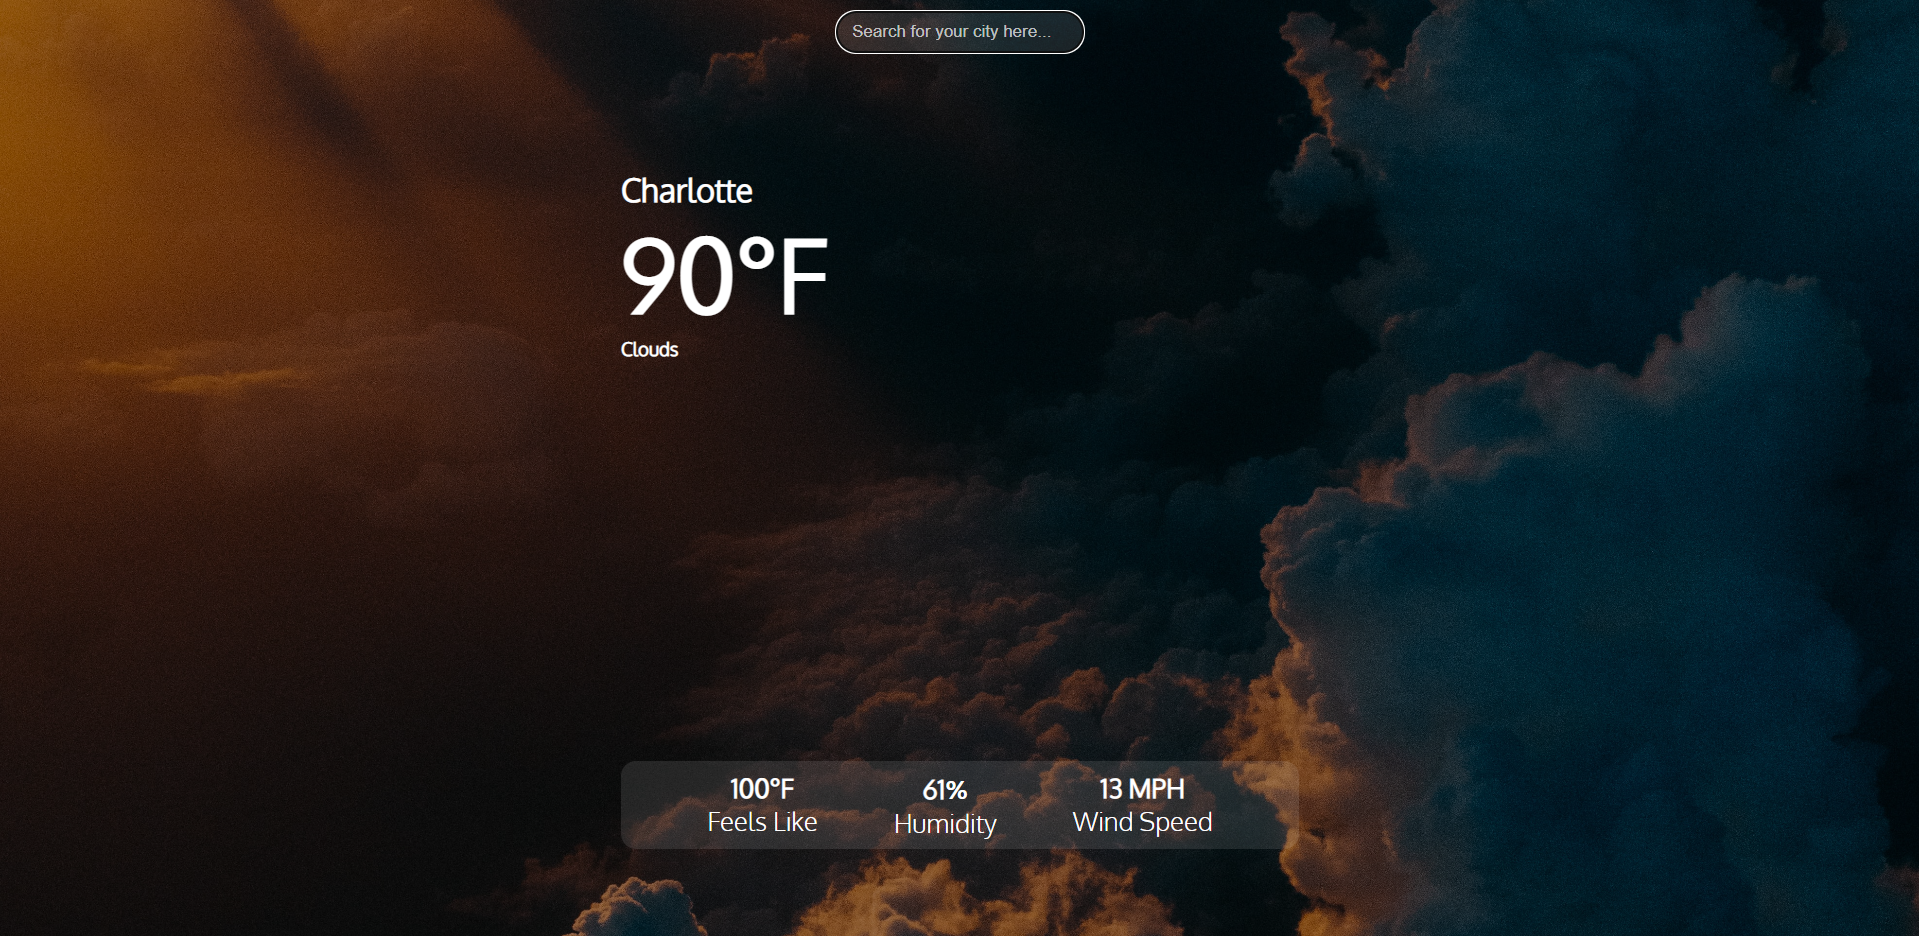 Search for your city here...
Charlotte
90°F
Clouds
100°F 61% 13 MPH
Feels Like Humidity Wind Speed